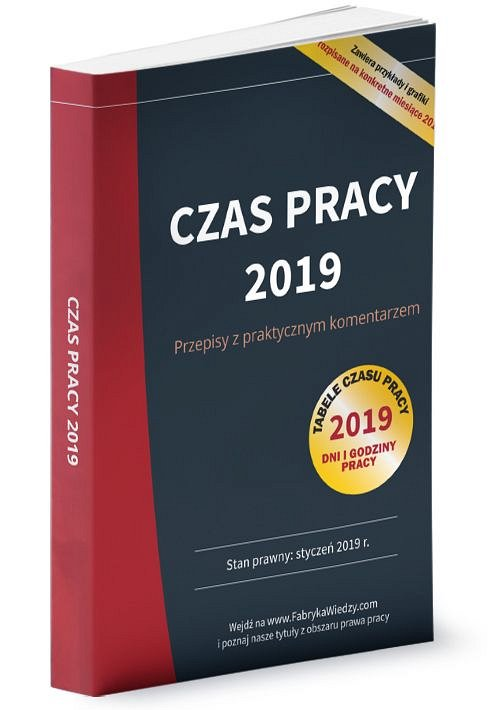 Zawiera przykłady i grafiki
rozpisane na konkretne miesiące
CZAS PRACY
2019
Przepisy z praktycznym komentarzem
TABELE CZASU PRACY
2019
DNI I GODZINY
PRACY
Stan prawny: styczeń 2019 r.
Wejdź na www.FabrykaWiedzy.com
i poznaj nasze tytuły z obszaru prawa pracy
CZAS PRACY 2019